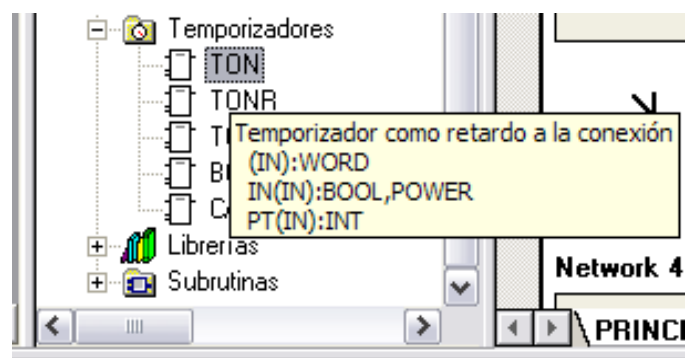 Temporizadores
TON
TONR
Temporizador como retardo a la conexión
(IN):WORD
IN(IN):BOOL,POWER
PT(IN):INT
Librerías
Subrutinas
Network 4